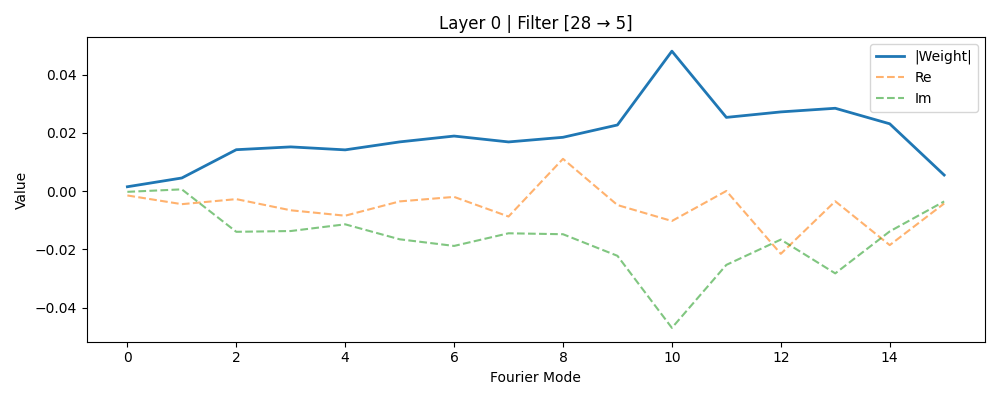 Layer 0 | Filter [28 → 5]
|Weight|
Re
Im
0.04
0.02
0.00
−0.02
−0.04
Value
0 2 4 6 8 10 12 14
Fourier Mode